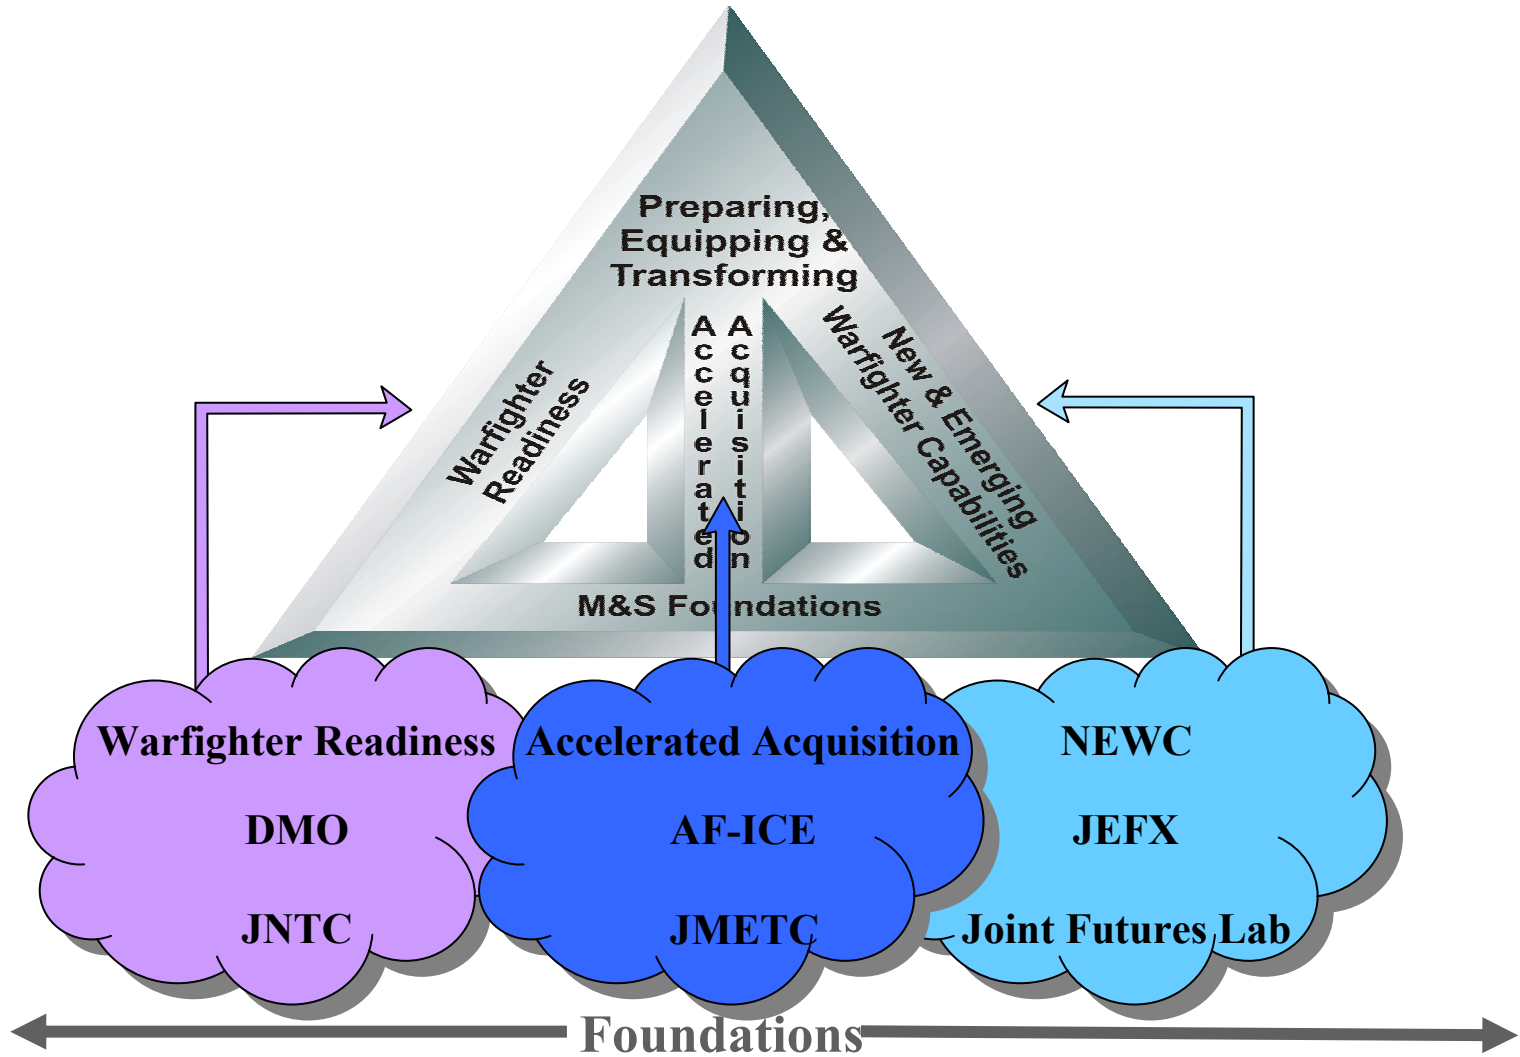 Preparing,
Equipping &
Transforming
Warfighter
Readiness
Accelerated
Acquisition
New & Emerging
Warfighter Capabilities
M&S Foundations
Warfighter Readiness
DMO
JNTC
Accelerated Acquisition
AF-ICE
JMETC
NEWC
JEFX
Joint Futures Lab
Foundations